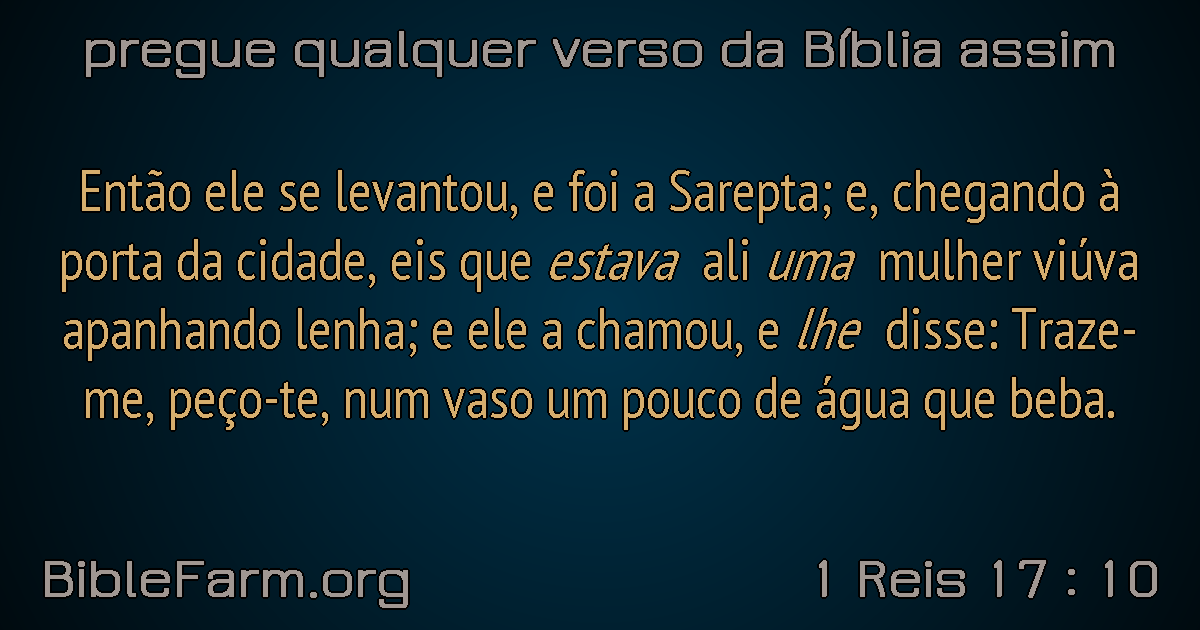 pregue qualquer verso da Bíblia assim
Então ele se levantou, e foi a Sarepta; e, chegando à
porta da cidade, eis que estava ali uma mulher viúva
apanhando lenha; e ele a chamou, e lhe disse: Traze-
me, peço-te, num vaso um pouco de água que beba.
BibleFarm.org
1 Reis 17 : 10